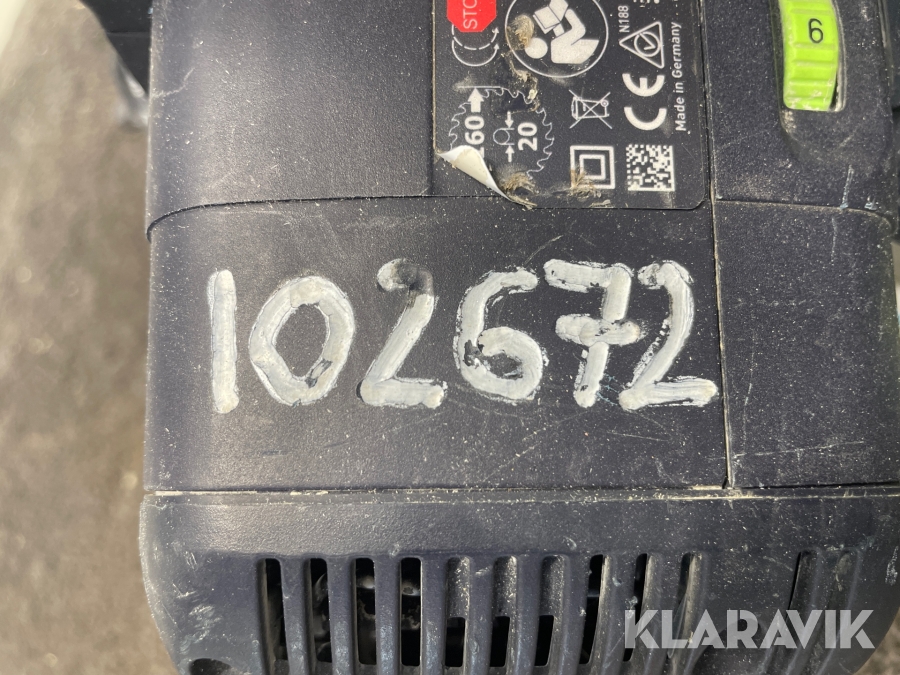 STO
N188
CE
Made in Germany
6
160
20
102672
KLARAVIK